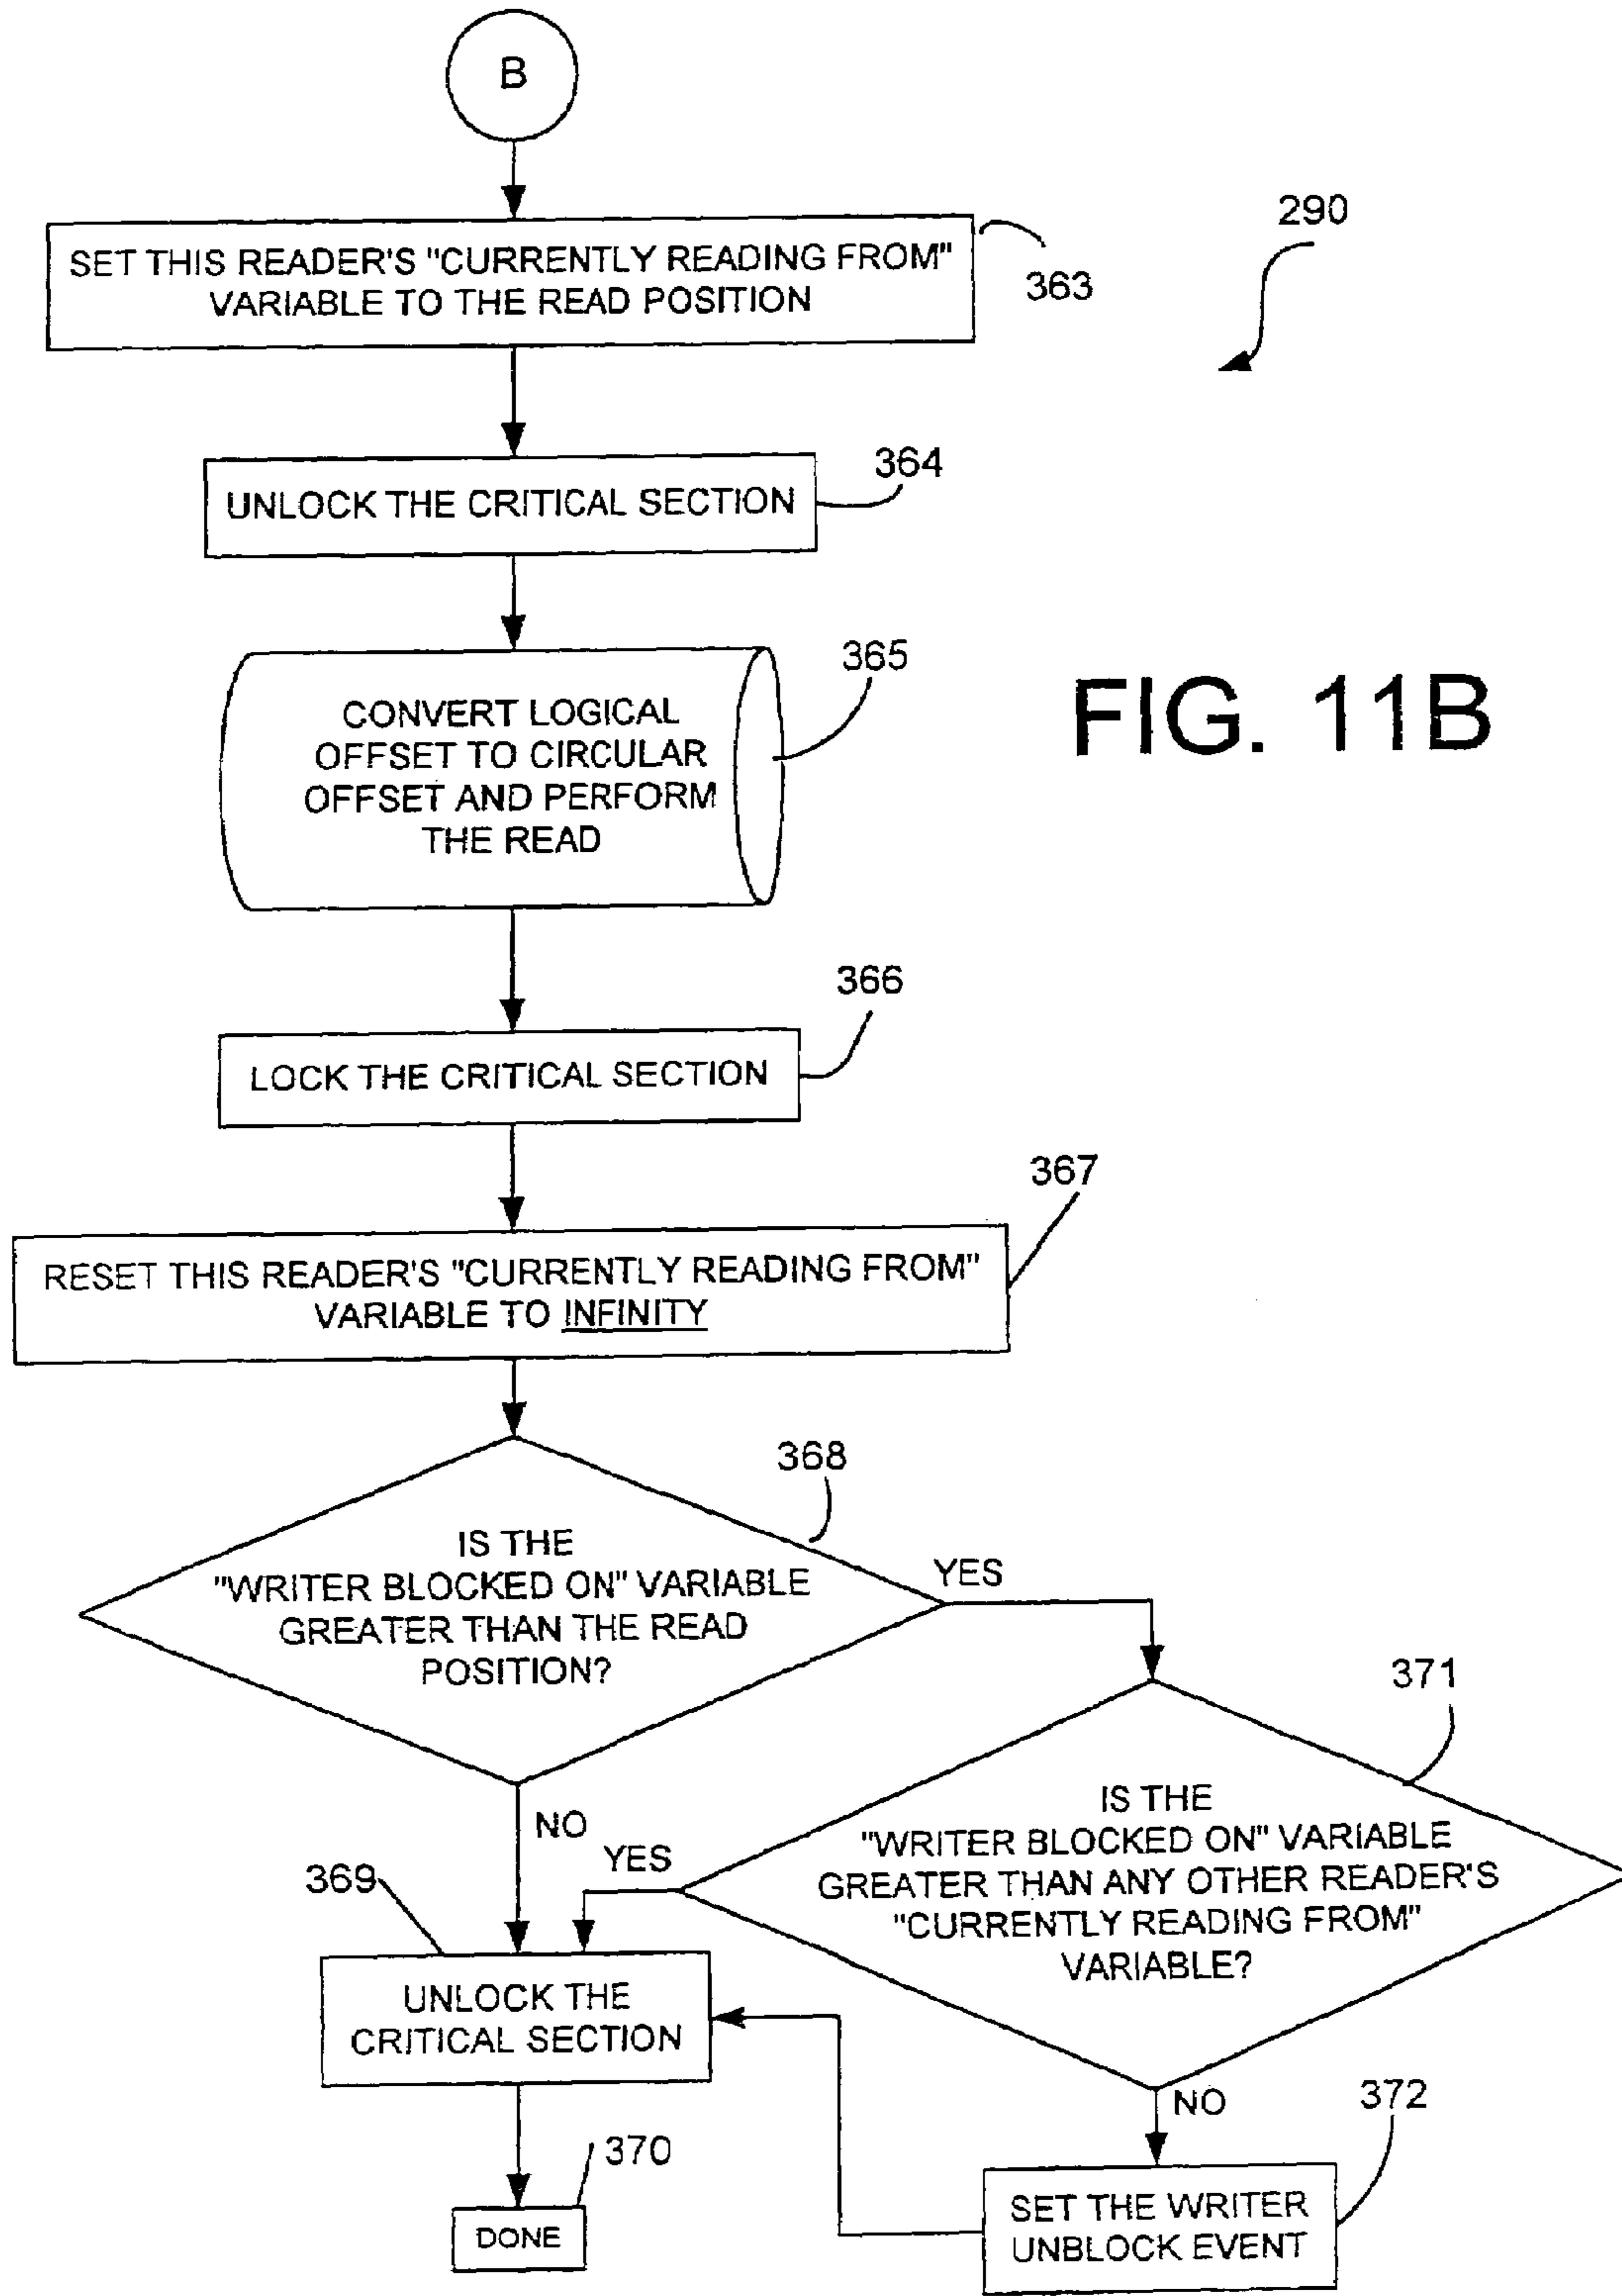 B
SET THIS READER'S "CURRENTLY READING FROM"
VARIABLE TO THE READ POSITION
363
290
UNLOCK THE CRITICAL SECTION
364
CONVERT LOGICAL
OFFSET TO CIRCULAR
OFFSET AND PERFORM
THE READ
365
FIG. 11B
LOCK THE CRITICAL SECTION
366
RESET THIS READER'S "CURRENTLY READING FROM"
VARIABLE TO INFINITY
367
IS THE
"WRITER BLOCKED ON" VARIABLE
GREATER THAN THE READ
POSITION?
368
YES
NO
IS THE
"WRITER BLOCKED ON" VARIABLE
GREATER THAN ANY OTHER READER'S
"CURRENTLY READING FROM"
VARIABLE?
371
YES
NO
369
UNLOCK THE
CRITICAL SECTION
370
DONE
SET THE WRITER
UNBLOCK EVENT
372